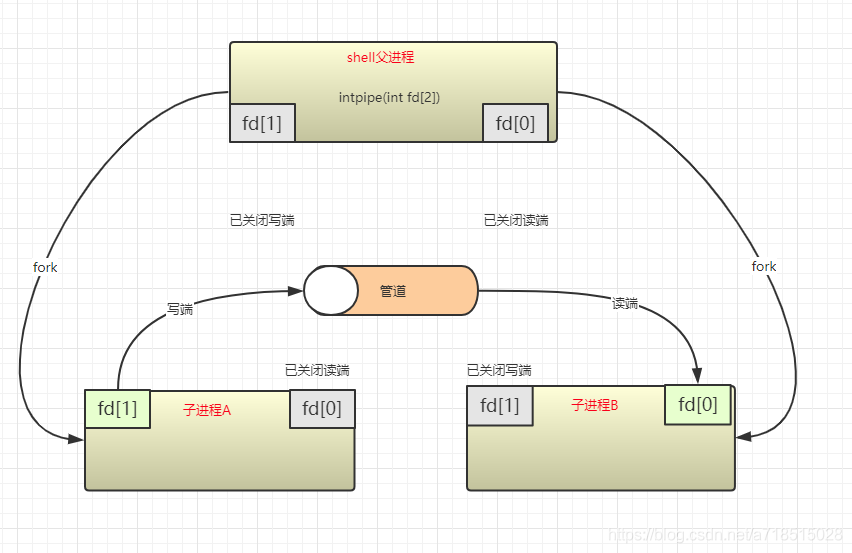 shell父进程
intpipe(int fd[2])
fd[1]
fd[0]
已关闭写端
已关闭读端
fork
fork
管道
写端
读端
已关闭读端
已关闭写端
fd[1]
子进程A
fd[0]
fd[1]
子进程B
fd[0]
https://blog.csdn.net/a718515028